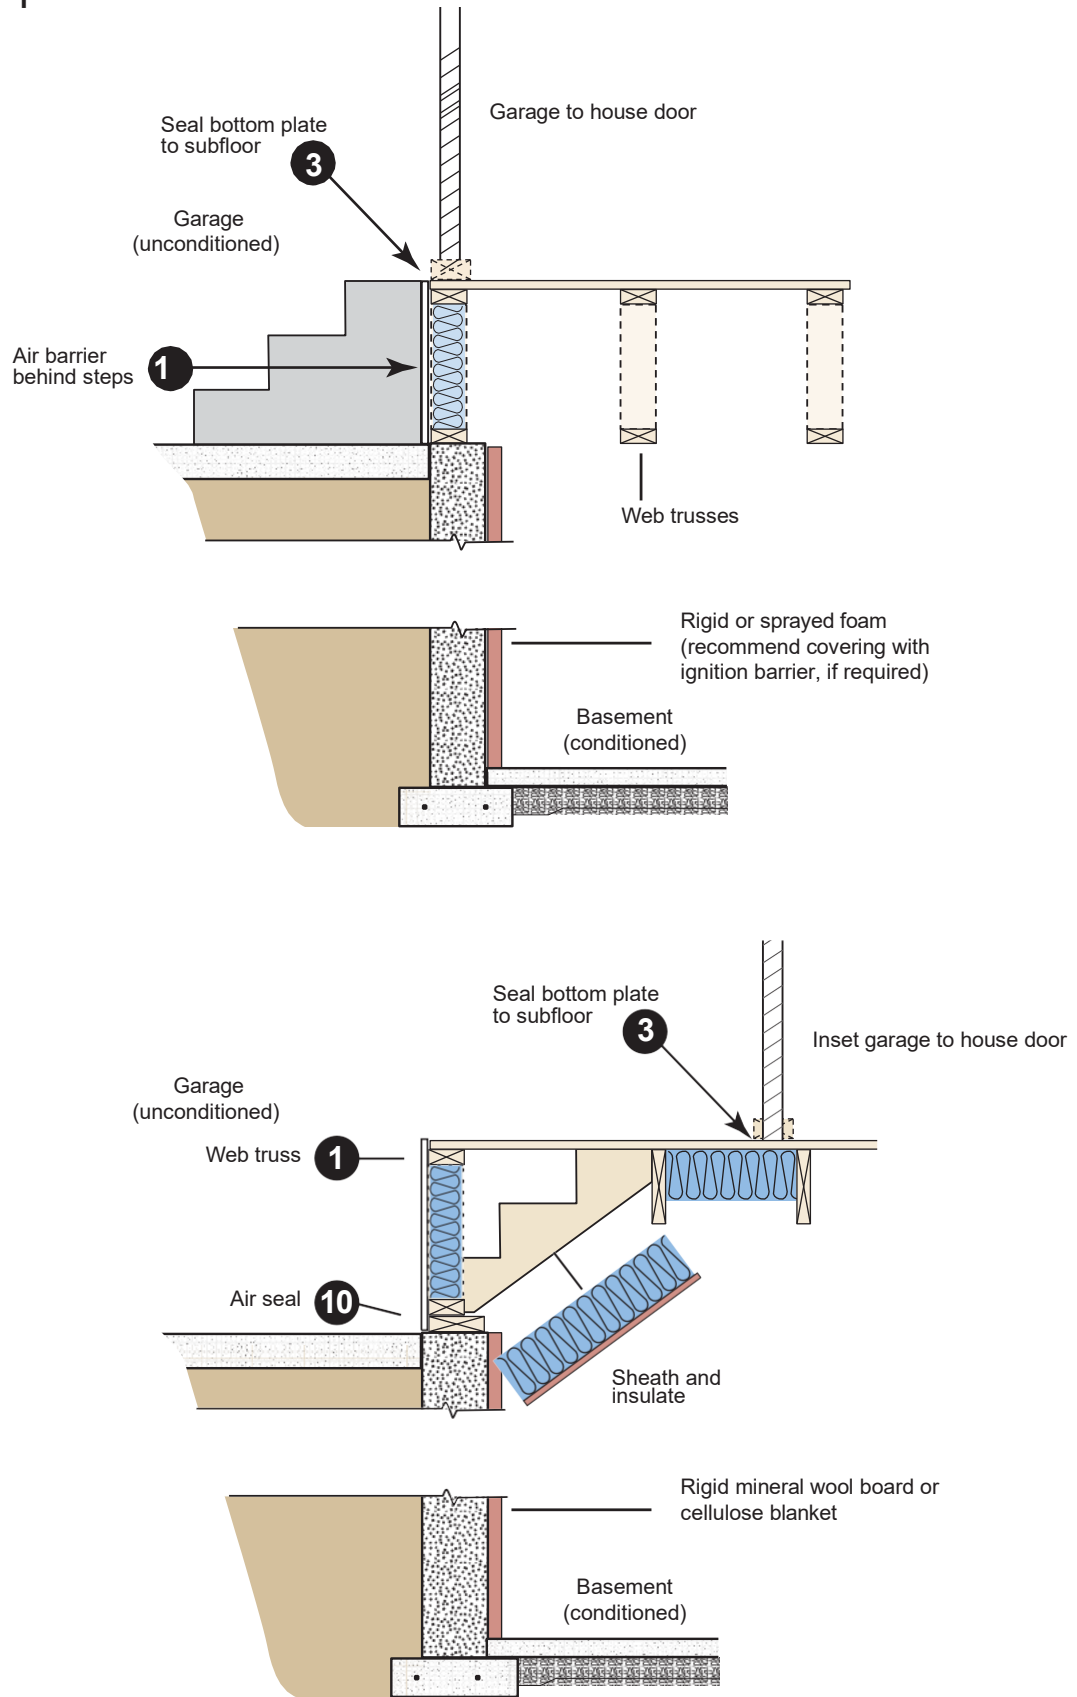 Garage to house door
Seal bottom plate
to subfloor
3
Garage
(unconditioned)
Air barrier
behind steps
1
Web trusses
Rigid or sprayed foam
(recommend covering with
ignition barrier, if required)
Basement
(conditioned)
Seal bottom plate
to subfloor
3
Inset garage to house door
Garage
(unconditioned)
Web truss
1
Air seal
10
Sheath and
insulate
Rigid mineral wool board or
cellulose blanket
Basement
(conditioned)